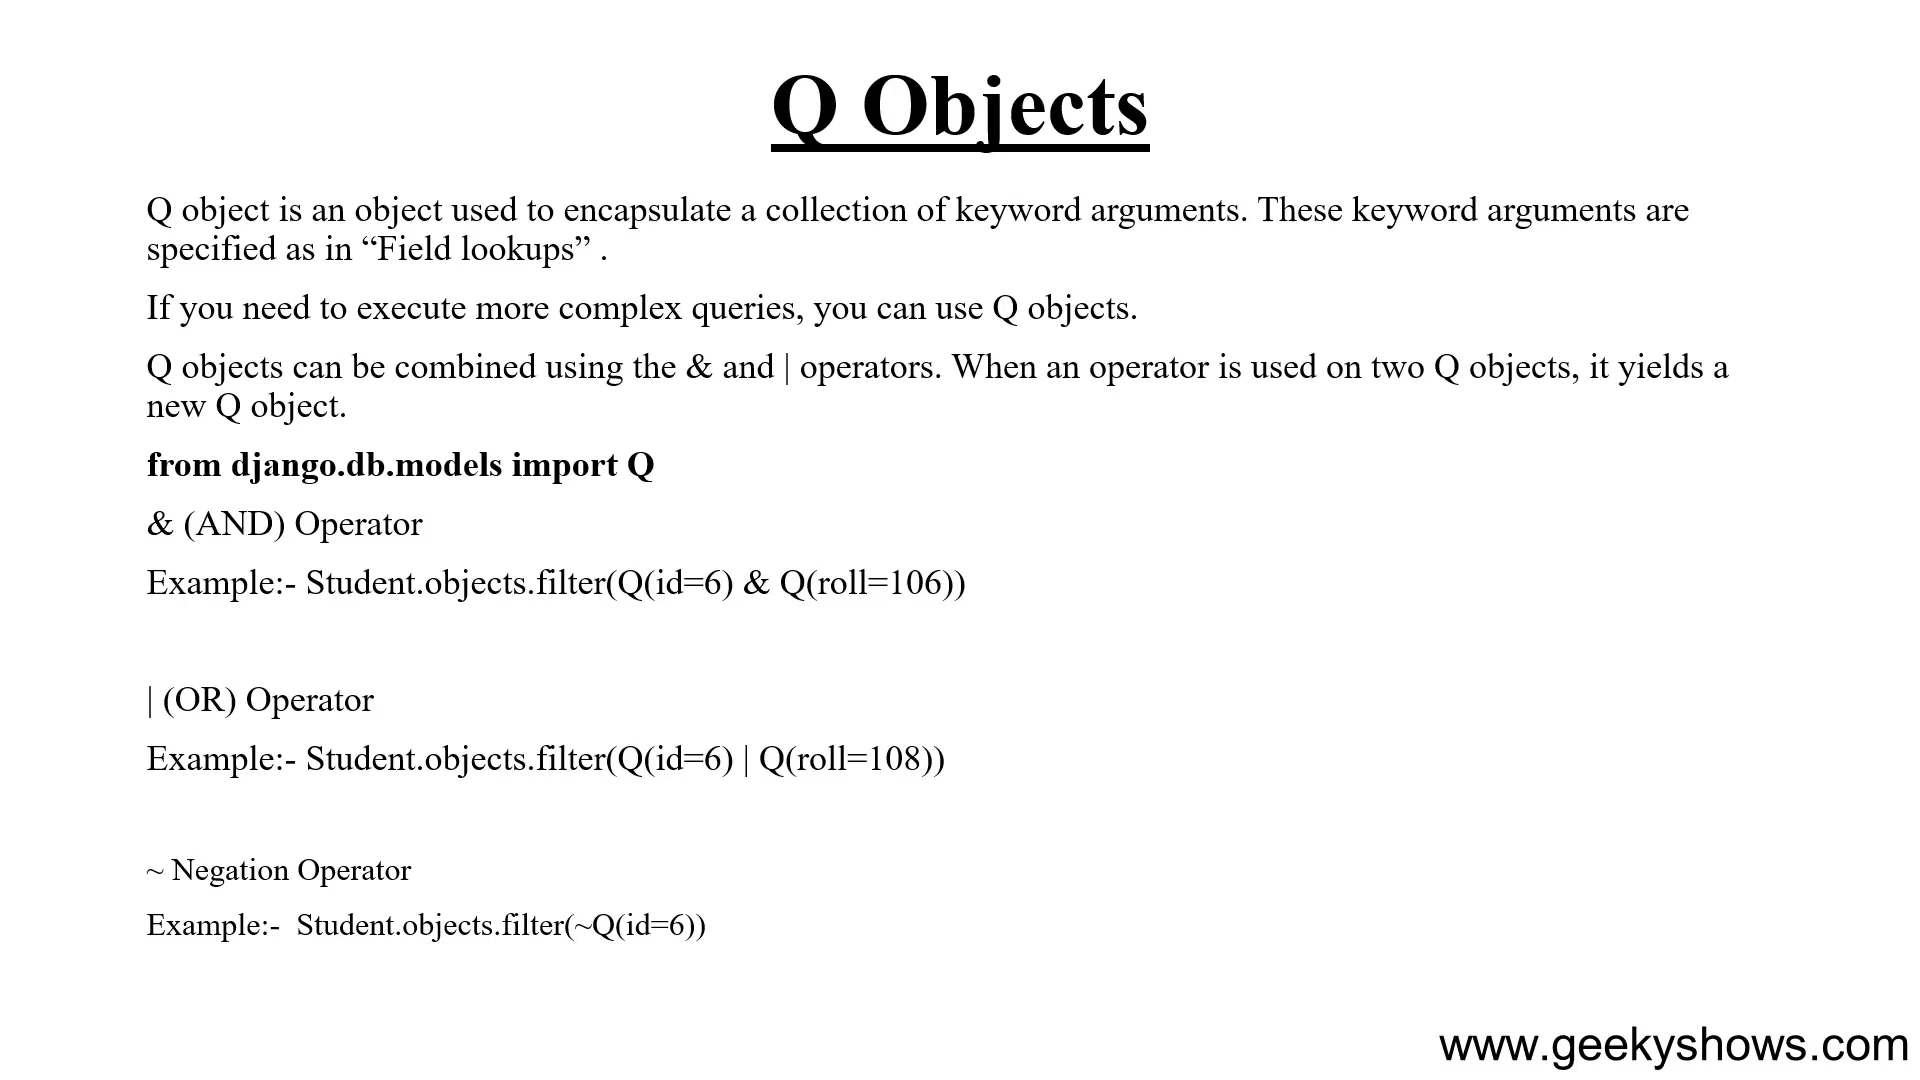 Q Objects
Q object is an object used to encapsulate a collection of keyword arguments. These keyword arguments are
specified as in “Field lookups” .
If you need to execute more complex queries, you can use Q objects.
Q objects can be combined using the & and | operators. When an operator is used on two Q objects, it yields a
new Q object.
from django.db.models import Q
& (AND) Operator
Example:- Student.objects.filter(Q(id=6) & Q(roll=106))
| (OR) Operator
Example:- Student.objects.filter(Q(id=6) | Q(roll=108))
~ Negation Operator
Example:-  Student.objects.filter(~Q(id=6))
www.geekyshows.com